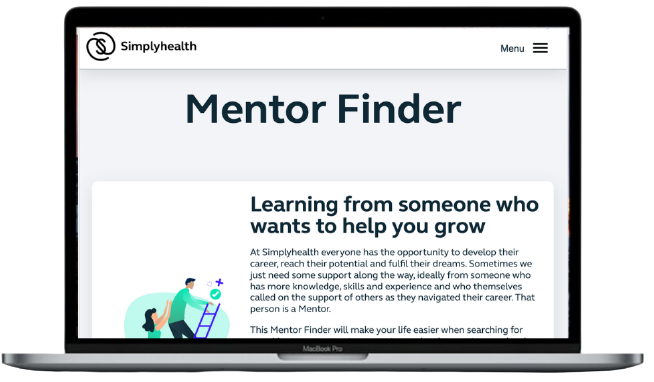 Simplyhealth
Menu
Mentor Finder
Learning from someone who
wants to help you grow
At Simplyhealth everyone has the opportunity to develop their
career, reach their potential and fulfil their dreams. Sometimes we
just need some support along the way, ideally from someone who
has more knowledge, skills and experience and who themselves
called on the support of others as they navigated their career. That
person is a Mentor.
This Mentor Finder will make your life easier when searching for
MacBook Pro